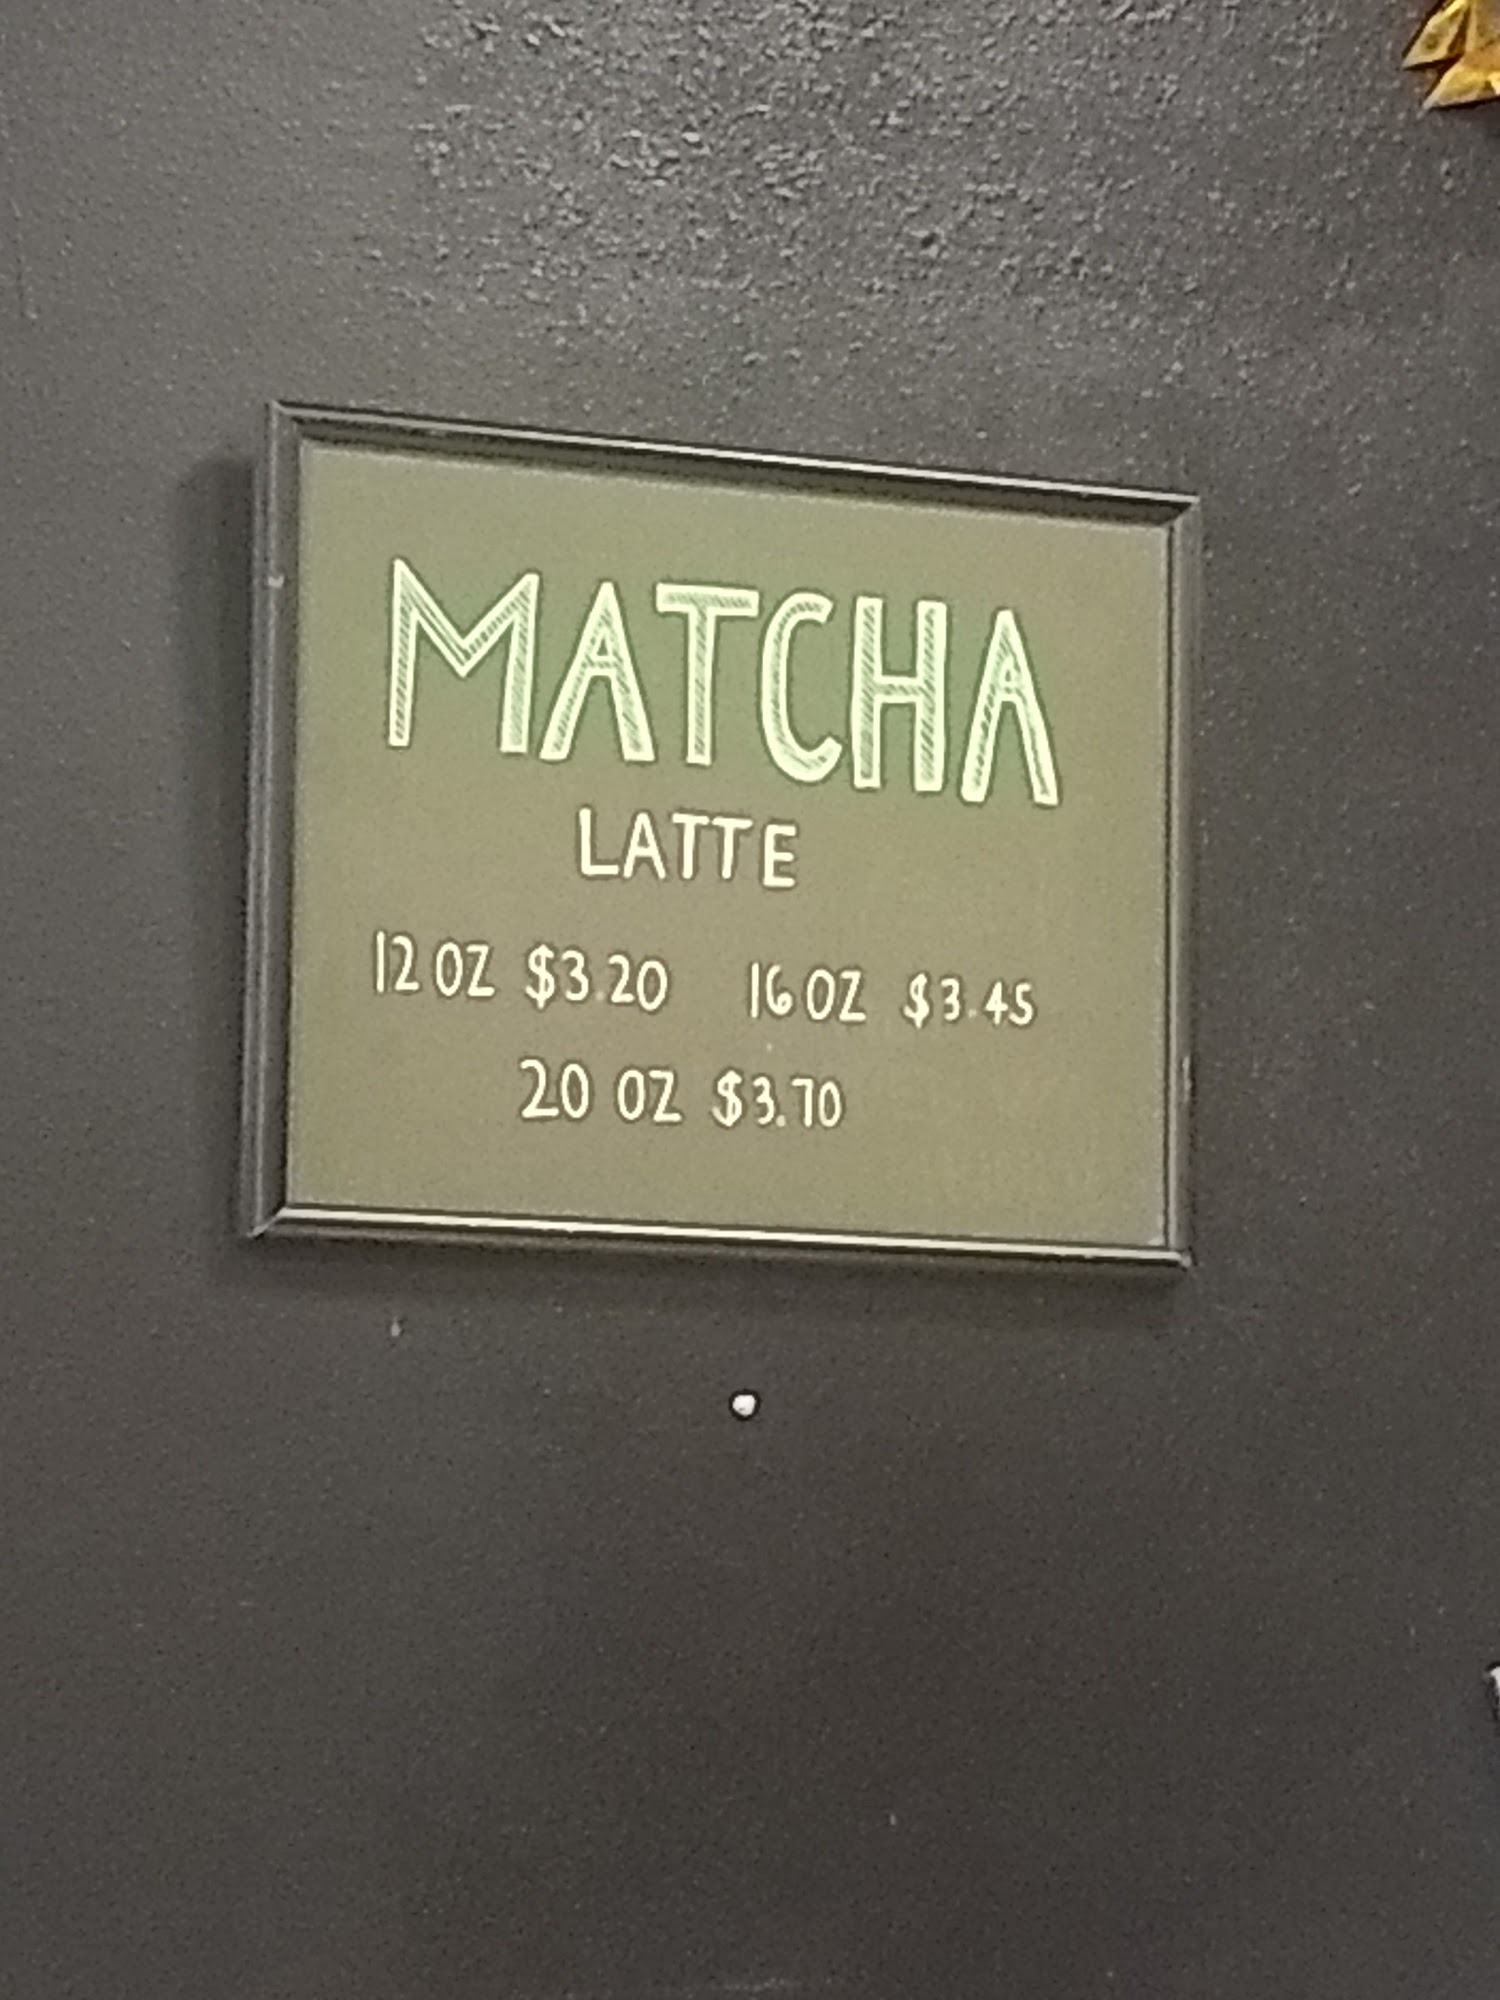 MATCHA
LATTE
12 OZ $3.20 16 OZ $3.45
20 OZ $3.70